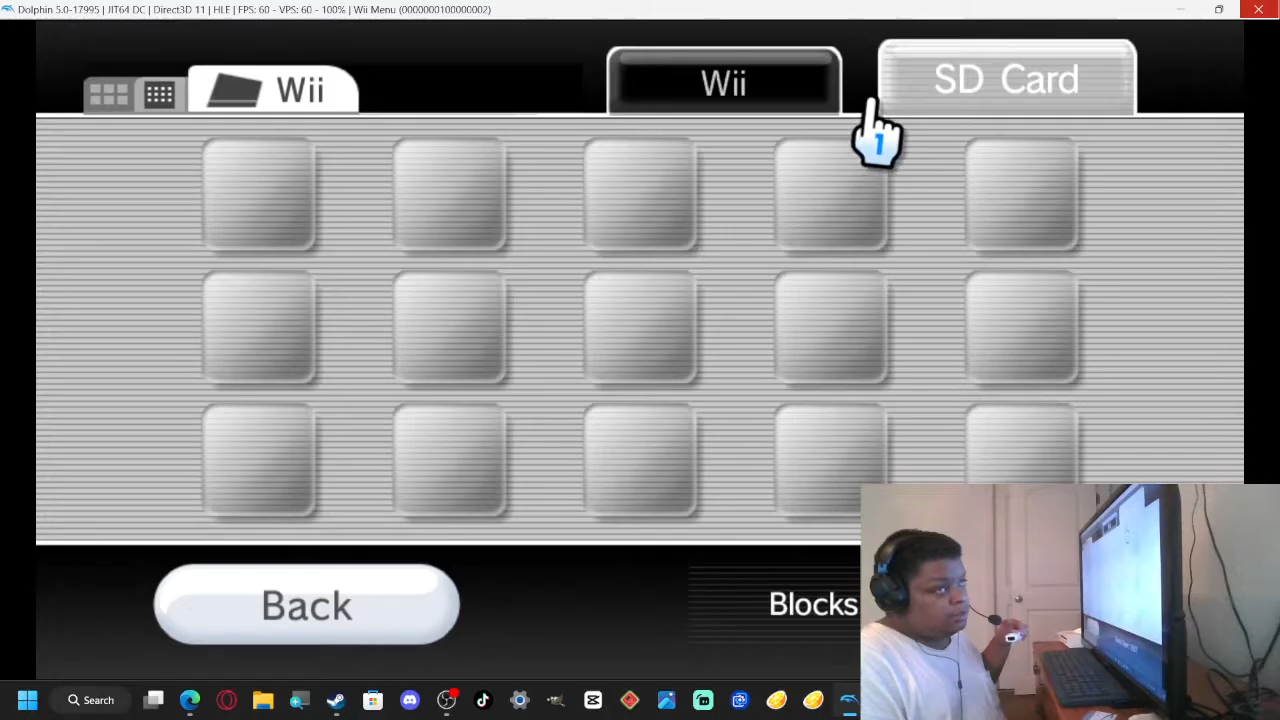 Dolphin 5.0-17995 | JIT64 DC | Direct3D 11 | HLE | FPS: 60 - VPS: 60 - 100% | Wii Menu (0000000100000002)
Wii
Wii
SD Card
1
Back
Blocks
Search